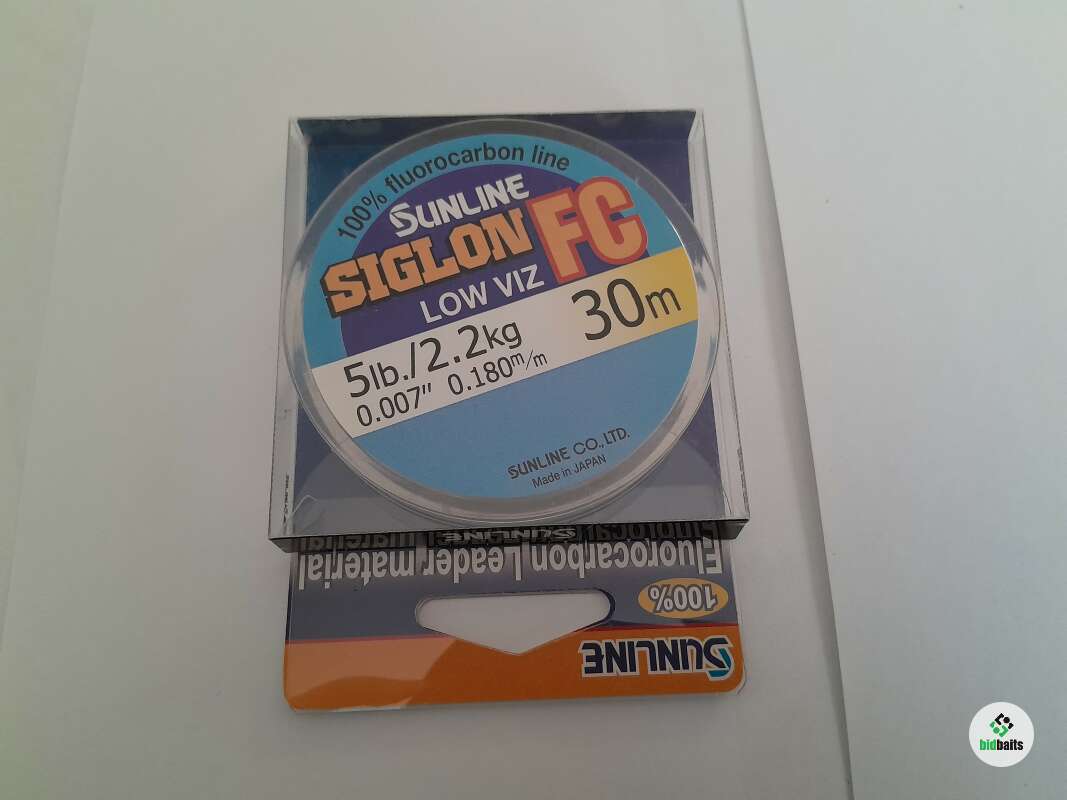 100% fluorocarbon line
SUNLINE
SIGLON FC
LOW VIZ
5lb./2.2kg 30m
0.007" 0.180m/m
SUNLINE CO.,LTD.
Made in JAPAN
SUNLINE
Fluorocarbon Leader material
100%
SUNLINE
bidbaits